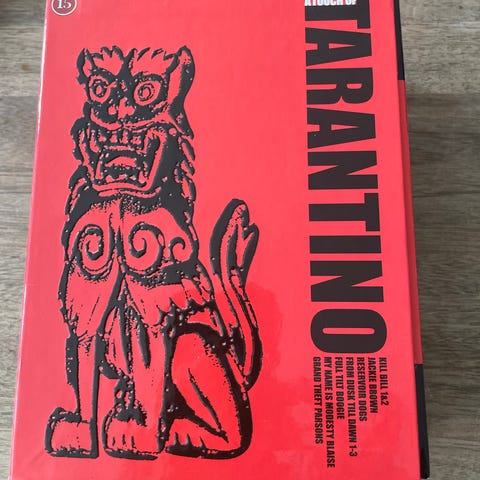 15
A TOUCH OF
TARANTINO
KILL BILL 1&2
JACKIE BROWN
RESERVOIR DOGS
FROM DUSK TILL DAWN 1-3
FULL TILT BOOGIE
MY NAME IS MODESTY BLAISE
GRAND THEFT PARSONS